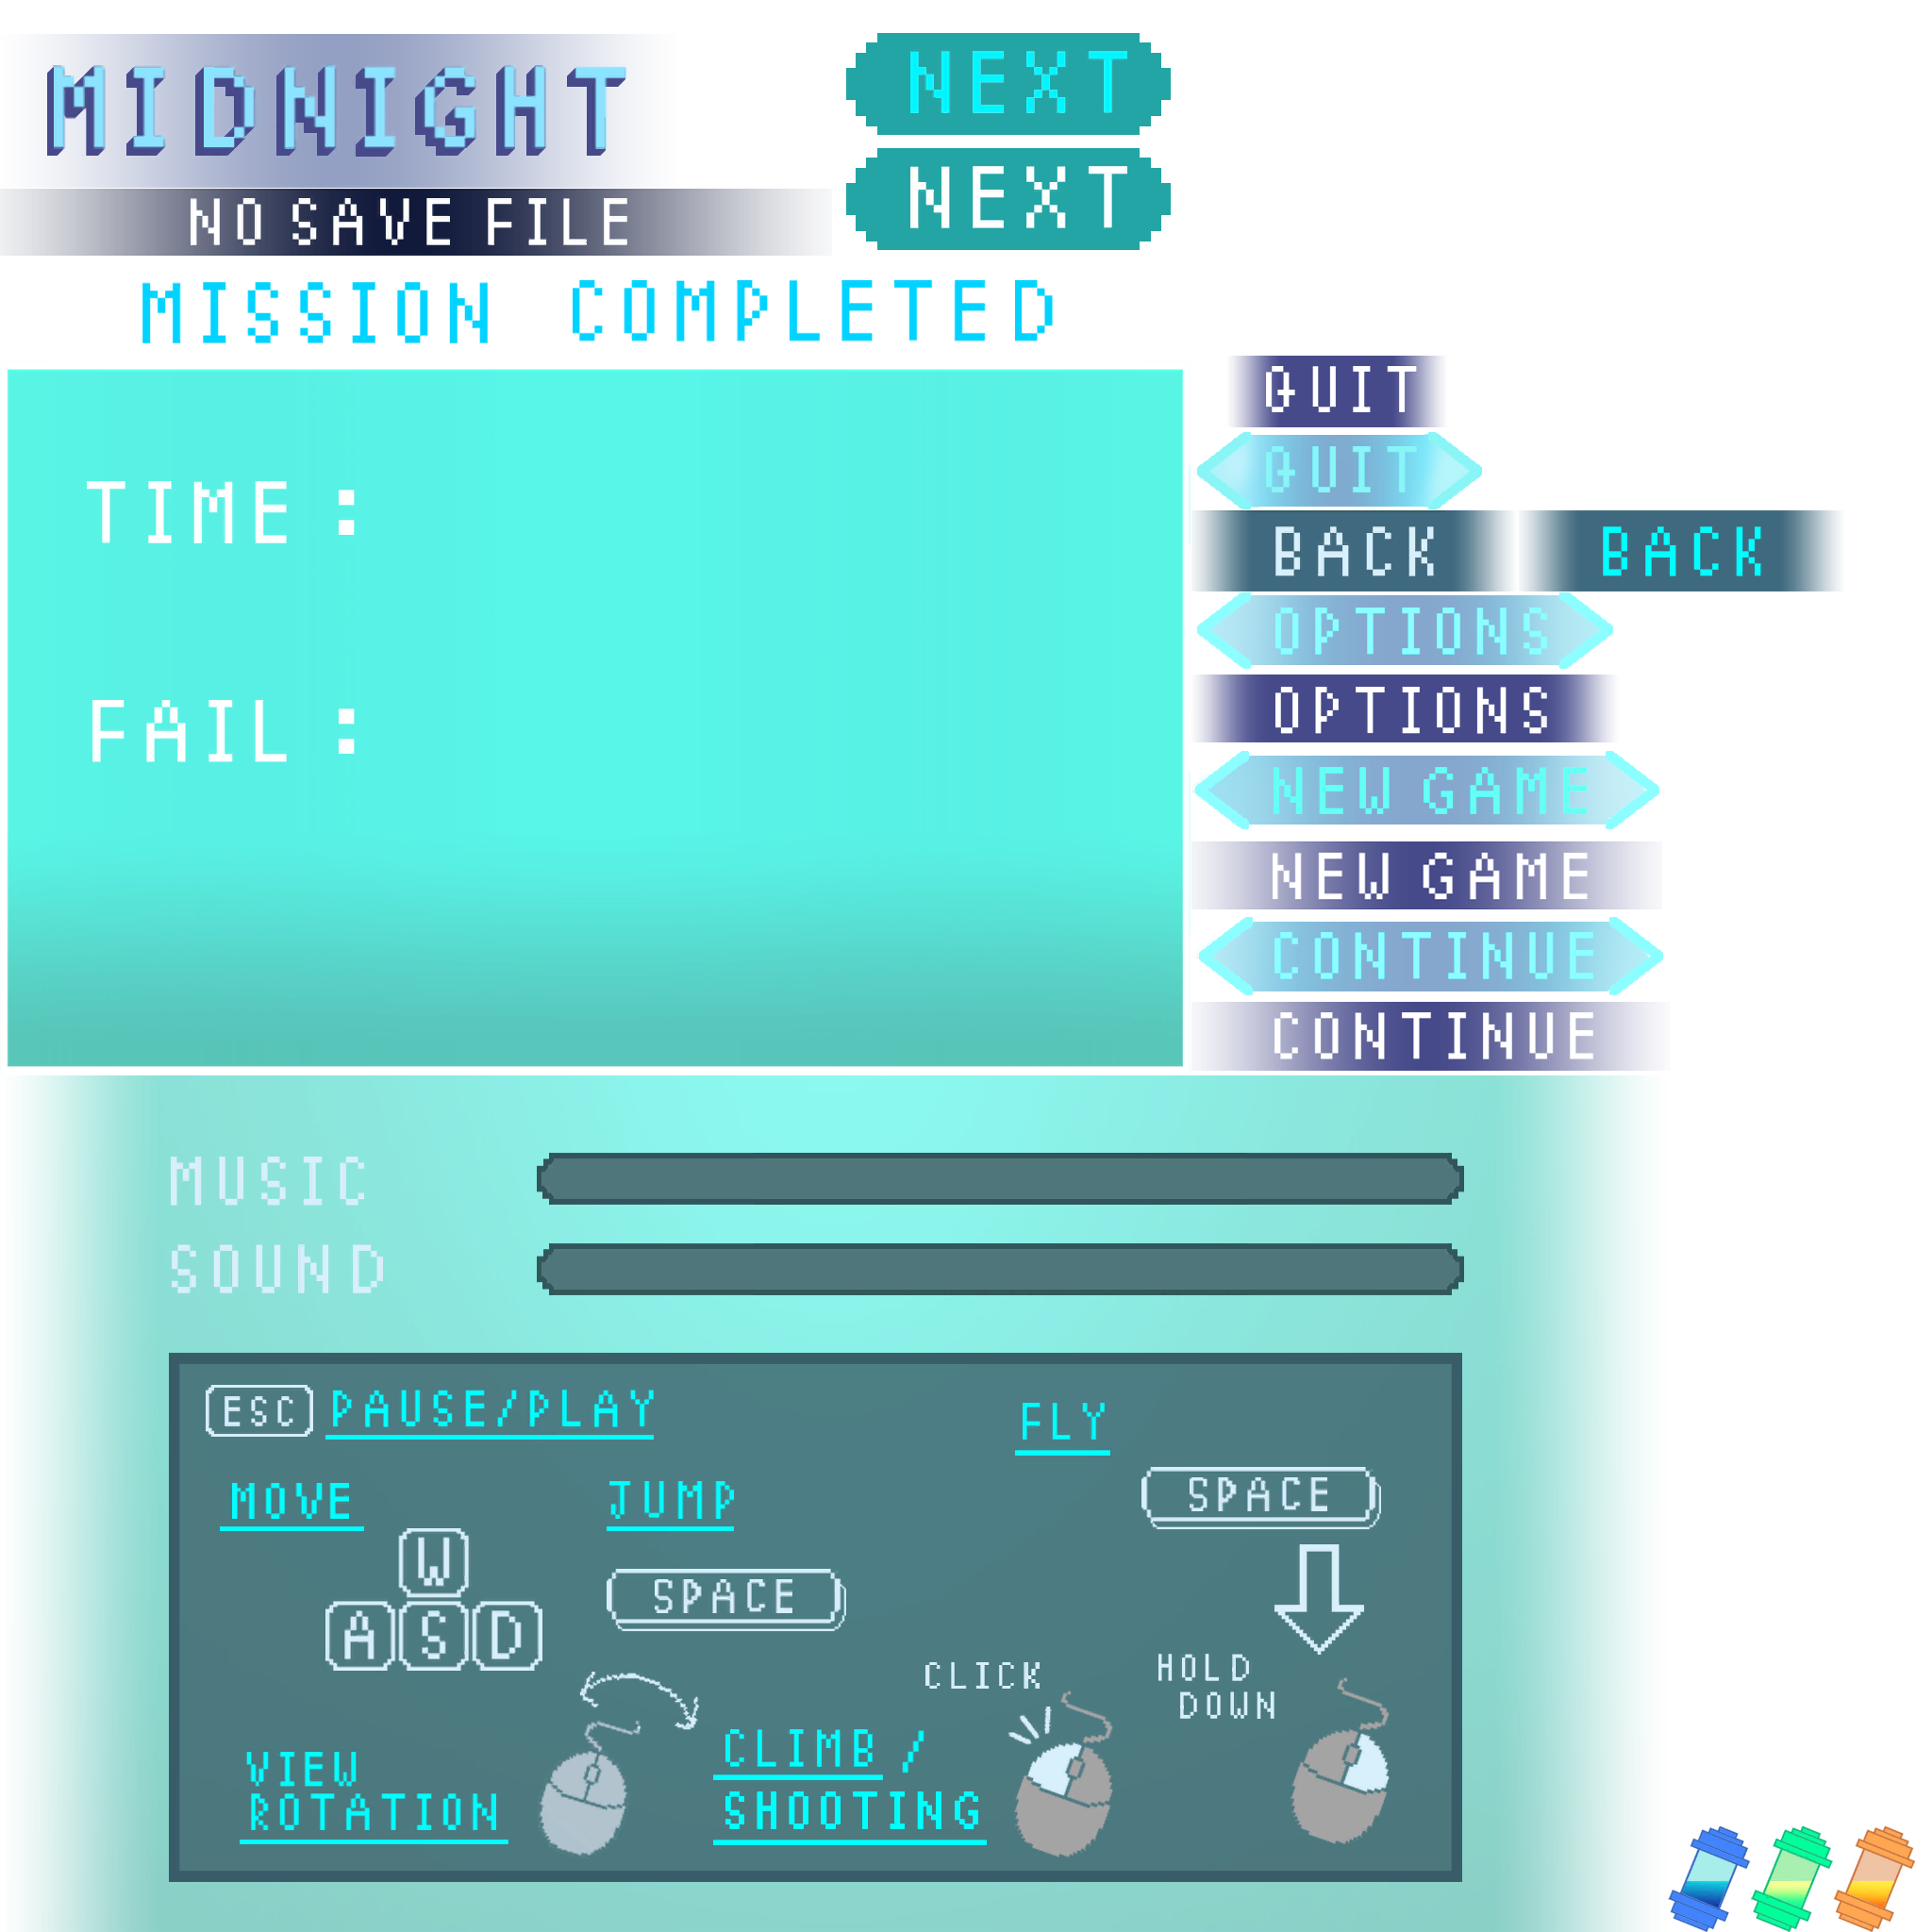 MIDNIGHT
NEXT
NEXT
NO SAVE FILE
MISSION COMPLETED
TIME :
FAIL :
QUIT
QUIT
BACK
BACK
OPTIONS
OPTIONS
NEW GAME
NEW GAME
CONTINUE
CONTINUE
MUSIC
SOUND
ESC PAUSE/PLAY
FLY
MOVE
JUMP
SPACE
W
A S D
SPACE
CLICK
HOLD
DOWN
VIEW
ROTATION
CLIMB /
SHOOTING